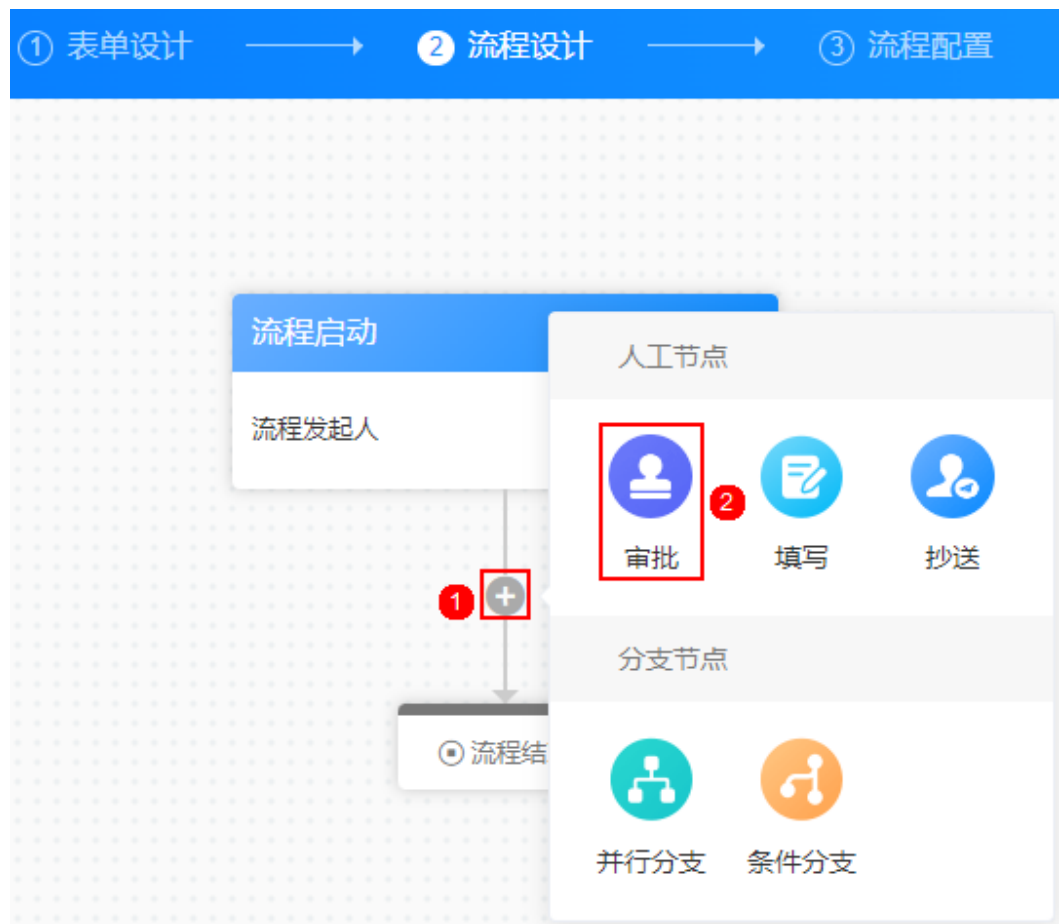 ① 表单设计 ② 流程设计 ③ 流程配置
流程启动
流程发起人
人工节点
2
审批 填写 抄送
1
分支节点
流程结
并行分支 条件分支